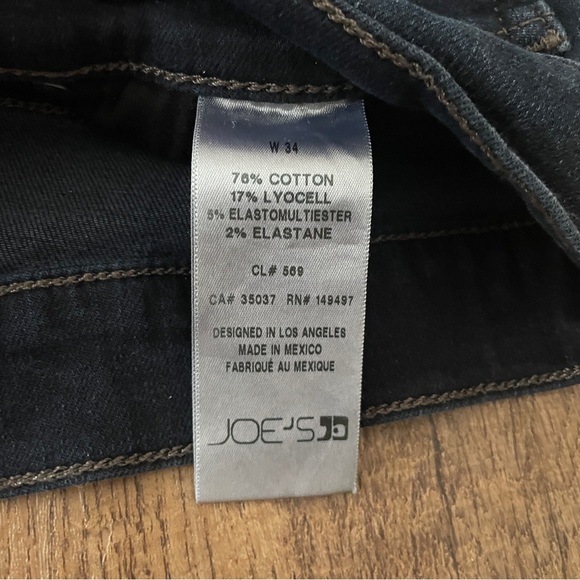 W 34
76% COTTON
17% LYOCELL
5% ELASTOMULTIESTER
2% ELASTANE
CL# 569
CA# 35037 RN# 149497
DESIGNED IN LOS ANGELES
MADE IN MEXICO
FABRIQUÉ AU MEXIQUE
JOE'S